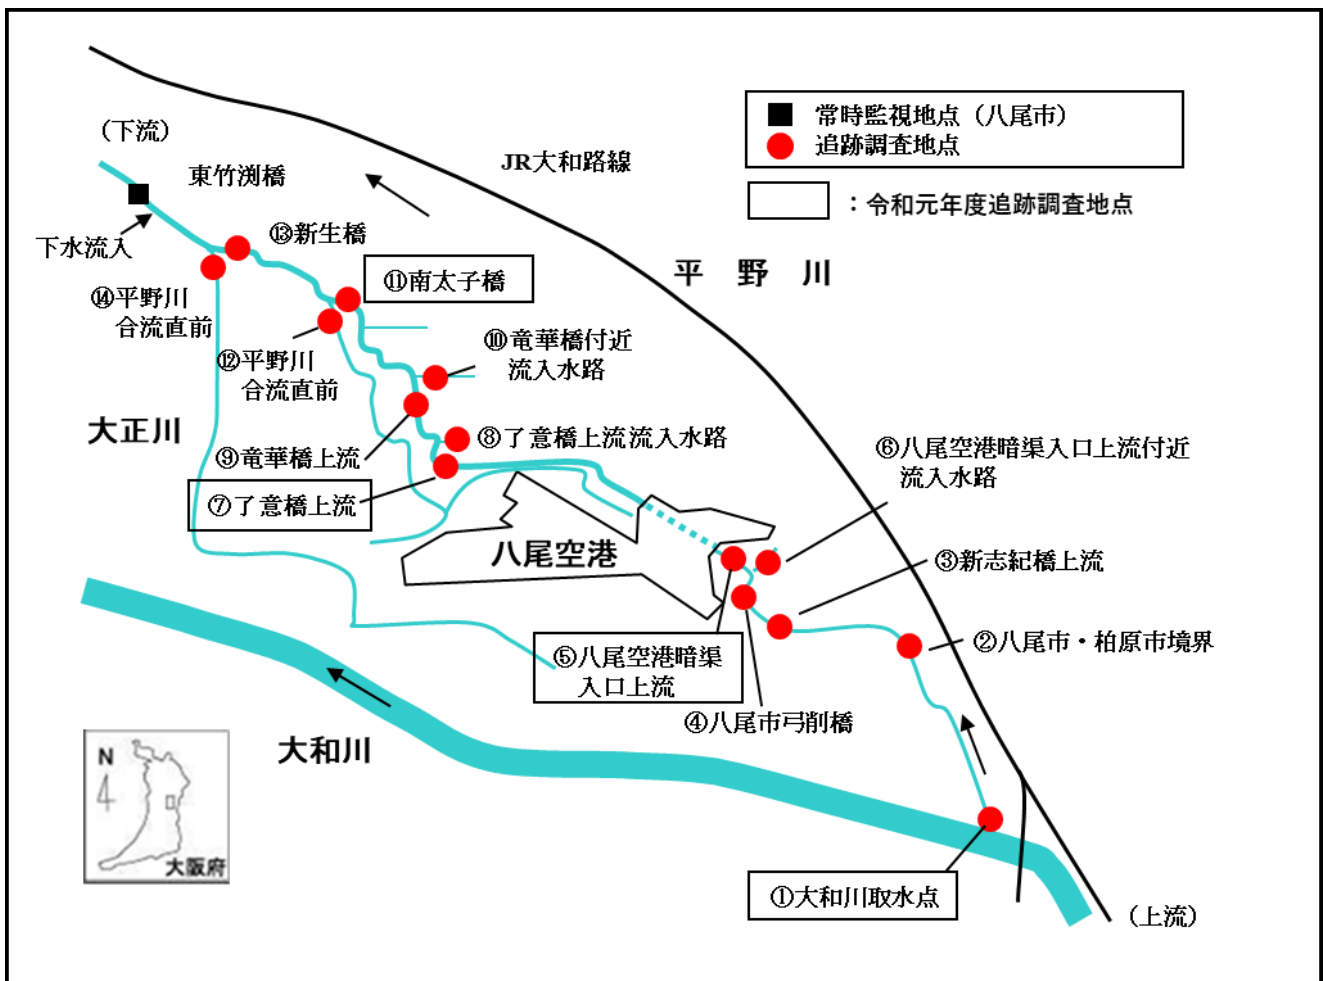 常時監視地点（八尾市）
追跡調査地点
：令和元年度追跡調査地点
（下流）
東竹渕橋
JR大和路線
下水流入
⑬新生橋
平　野　川
⑪南太子橋
⑭平野川
合流直前
⑫平野川
合流直前
⑩竜華橋付近
流入水路
大正川
⑨竜華橋上流
⑧了意橋上流流入水路
⑥八尾空港暗渠入口上流付近
流入水路
⑦了意橋上流
八尾空港
③新志紀橋上流
②八尾市・柏原市境界
⑤八尾空港暗渠
入口上流
④八尾市弓削橋
大和川
N
大阪府
①大和川取水点
（上流）